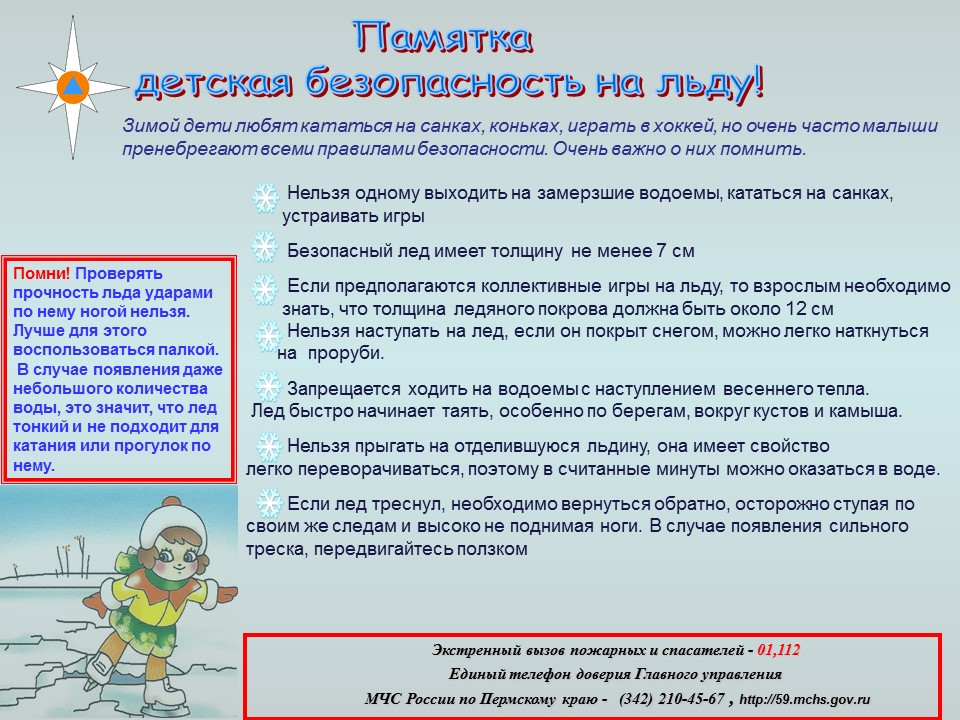 Памятка
детская безопасность на льду!
Зимой дети любят кататься на санках, коньках, играть в хоккей, но очень часто малыши
пренебрегают всеми правилами безопасности. Очень важно о них помнить.
Нельзя одному выходить на замерзшие водоемы, кататься на санках,
устраивать игры
Безопасный лед имеет толщину не менее 7 см
Если предполагаются коллективные игры на льду, то взрослым необходимо
знать, что толщина ледяного покрова должна быть около 12 см
Нельзя наступать на лед, если он покрыт снегом, можно легко наткнуться
на проруби.
Запрещается ходить на водоемы с наступлением весеннего тепла.
Лед быстро начинает таять, особенно по берегам, вокруг кустов и камыша.
Нельзя прыгать на отделившуюся льдину, она имеет свойство
легко переворачиваться, поэтому в считанные минуты можно оказаться в воде.
Если лед треснул, необходимо вернуться обратно, осторожно ступая по
своим же следам и высоко не поднимая ноги. В случае появления сильного
треска, передвигайтесь ползком
Помни! Проверять
прочность льда ударами
по нему ногой нельзя.
Лучше для этого
воспользоваться палкой.
В случае появления даже
небольшого количества
воды, это значит, что лед
тонкий и не подходит для
катания или прогулок по
нему.
Экстренный вызов пожарных и спасателей - 01,112
Единый телефон доверия Главного управления
МЧС России по Пермскому краю - (342) 210-45-67 , http://59.mchs.gov.ru